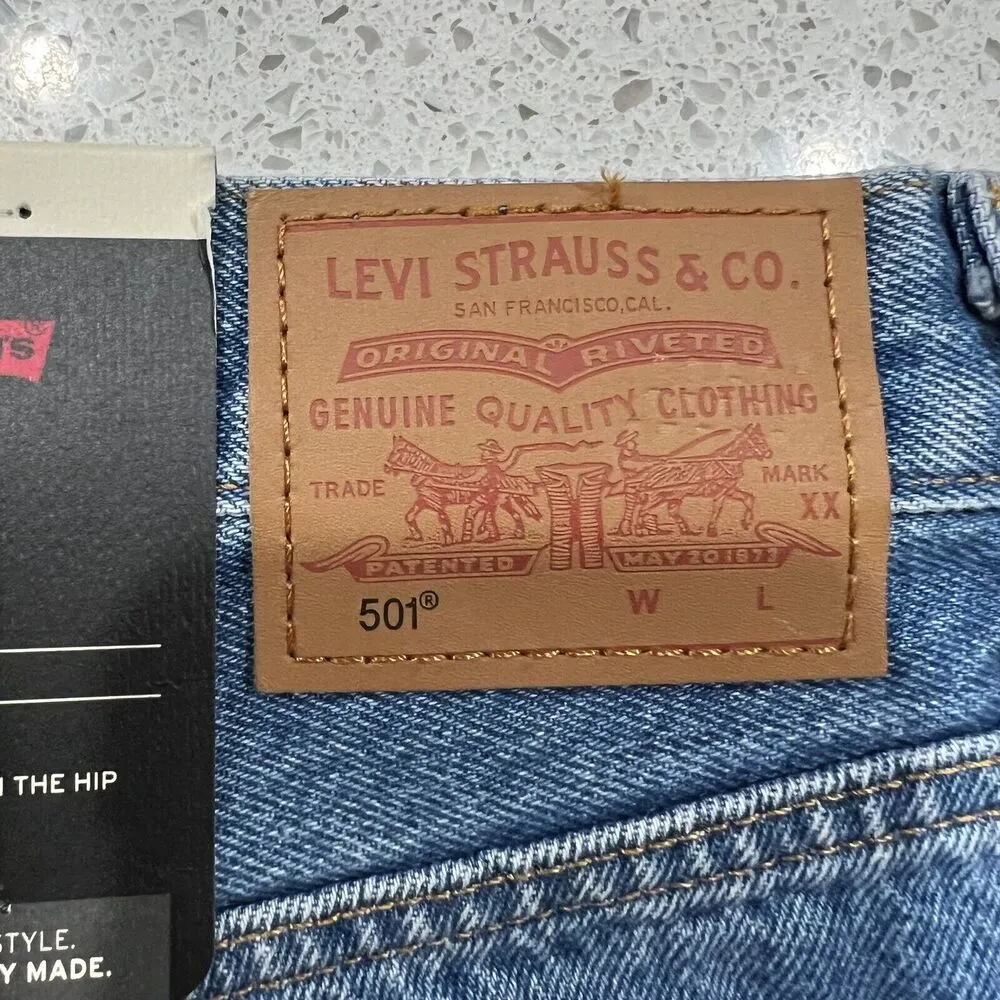 LEVI STRAUSS & CO.
SAN FRANCISCO, CAL.
ORIGINAL RIVETED
GENUINE QUALITY CLOTHING
TRADE MARK
XX
PATENTED MAY 20 1873
501® W L
THE HIP
STYLE.
Y MADE.